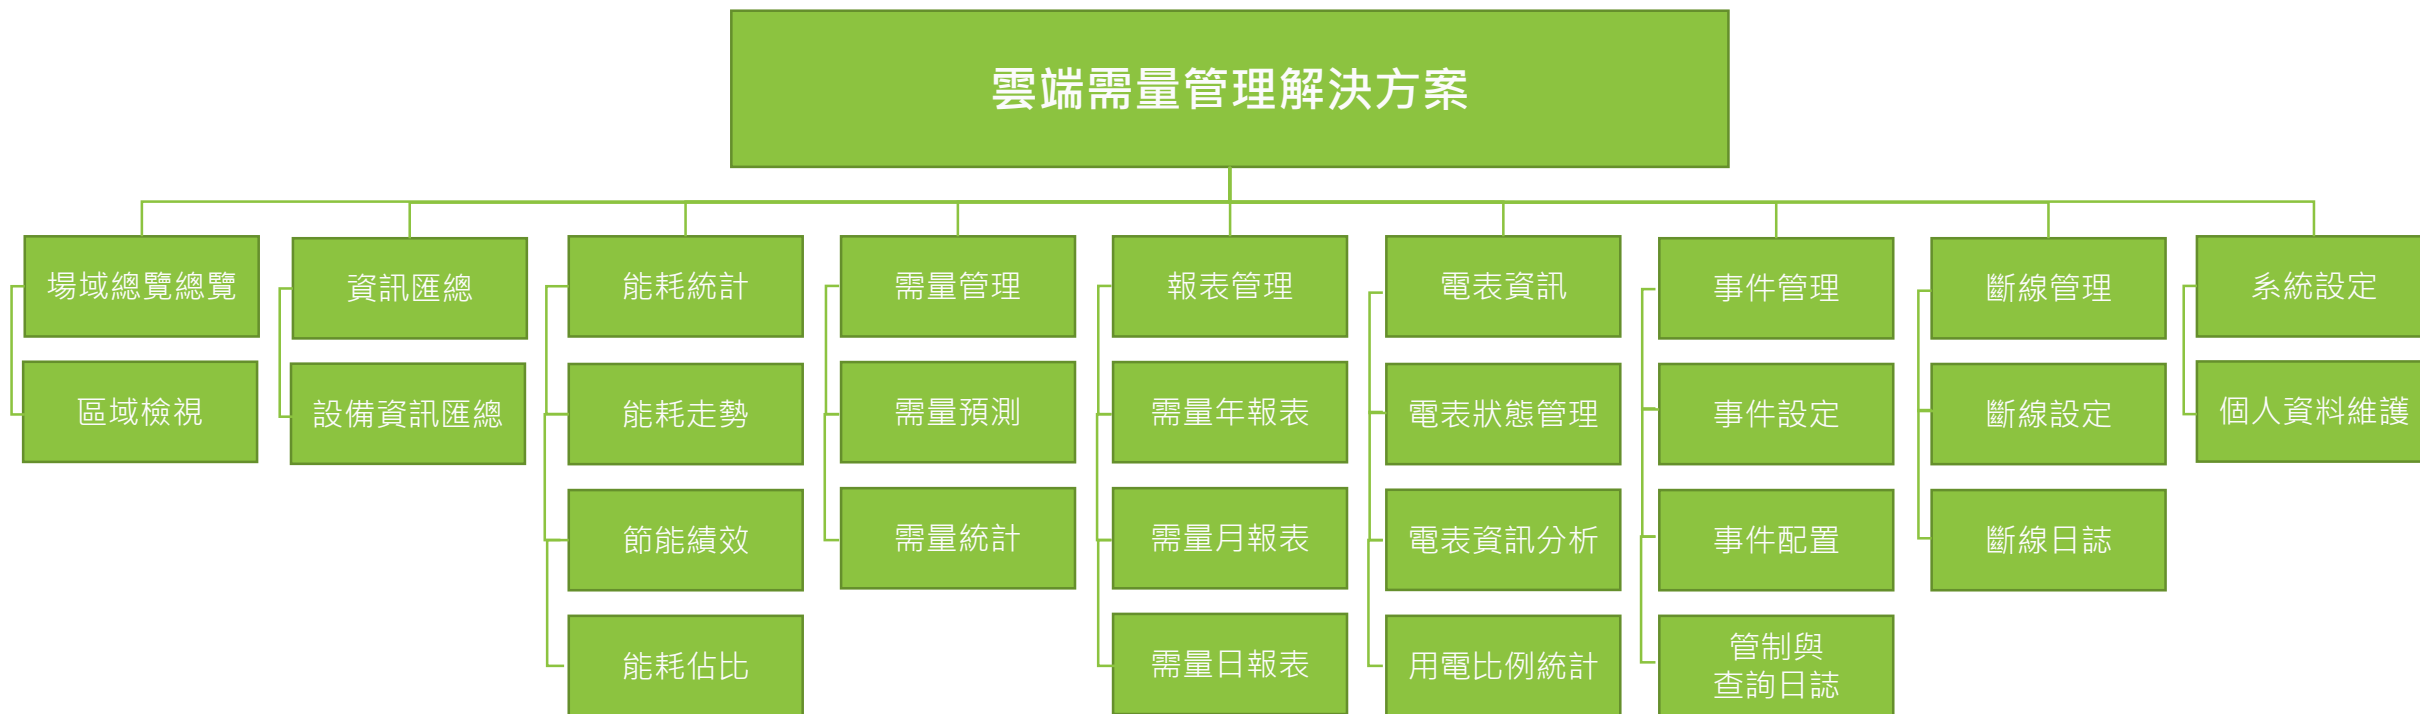 雲端需量管理解決方案
場域總覽總覽
區域檢視
資訊匯總
設備資訊匯總
能耗統計
能耗走勢
節能績效
能耗佔比
需量管理
需量預測
需量統計
報表管理
需量年報表
需量月報表
需量日報表
電表資訊
電表狀態管理
電表資訊分析
用電比例統計
事件管理
事件設定
事件配置
管制與
查詢日誌
斷線管理
斷線設定
斷線日誌
系統設定
個人資料維護